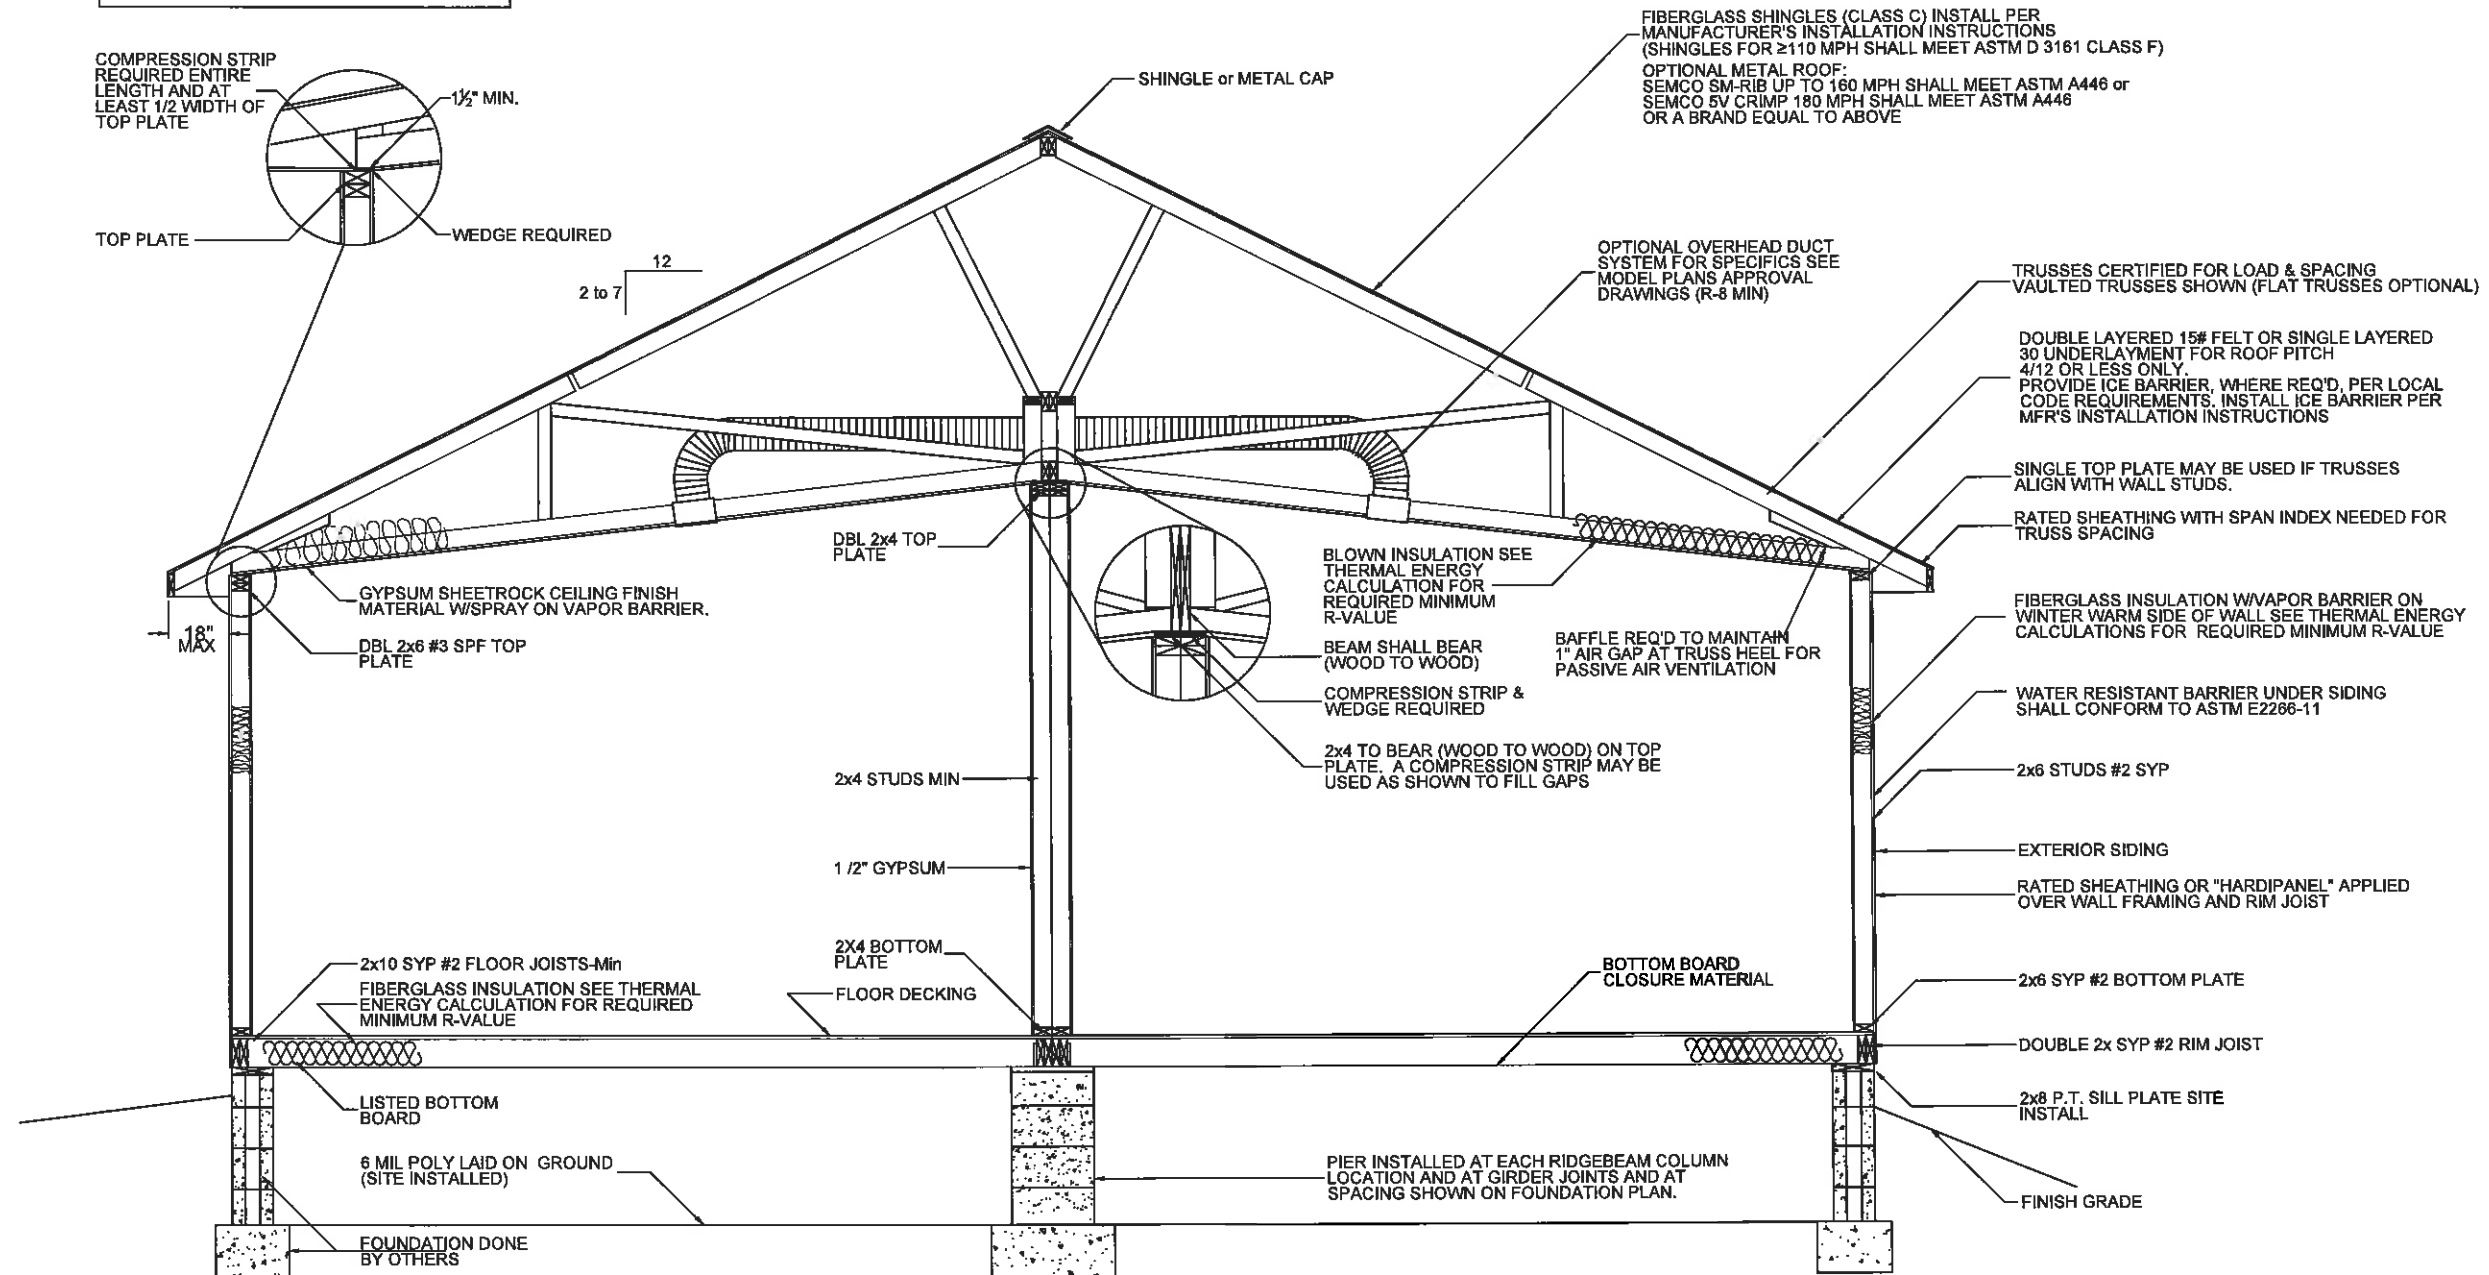 FIBERGLASS SHINGLES (CLASS C) INSTALL PER
MANUFACTURER'S INSTALLATION INSTRUCTIONS
(SHINGLES FOR ≥110 MPH SHALL MEET ASTM D 3161 CLASS F)
OPTIONAL METAL ROOF:
SEMCO SM-RIB UP TO 160 MPH SHALL MEET ASTM A446 or
SEMCO 5V CRIMP 180 MPH SHALL MEET ASTM A446
OR A BRAND EQUAL TO ABOVE
COMPRESSION STRIP
REQUIRED ENTIRE
LENGTH AND AT
LEAST 1/2 WIDTH OF
TOP PLATE
1½" MIN.
SHINGLE or METAL CAP
TOP PLATE
WEDGE REQUIRED
12
2 to 7
OPTIONAL OVERHEAD DUCT
SYSTEM FOR SPECIFICS SEE
MODEL PLANS APPROVAL
DRAWINGS (R-8 MIN)
TRUSSES CERTIFIED FOR LOAD & SPACING
VAULTED TRUSSES SHOWN (FLAT TRUSSES OPTIONAL)
DOUBLE LAYERED 15# FELT OR SINGLE LAYERED
30 UNDERLAYMENT FOR ROOF PITCH
4/12 OR LESS ONLY.
PROVIDE ICE BARRIER, WHERE REQ'D, PER LOCAL
CODE REQUIREMENTS. INSTALL ICE BARRIER PER
MFR'S INSTALLATION INSTRUCTIONS
SINGLE TOP PLATE MAY BE USED IF TRUSSES
ALIGN WITH WALL STUDS.
RATED SHEATHING WITH SPAN INDEX NEEDED FOR
TRUSS SPACING
DBL 2x4 TOP
PLATE
BLOWN INSULATION SEE
THERMAL ENERGY
CALCULATION FOR
REQUIRED MINIMUM
R-VALUE
GYPSUM SHEETROCK CEILING FINISH
MATERIAL W/SPRAY ON VAPOR BARRIER.
18"
MAX
DBL 2x6 #3 SPF TOP
PLATE
BEAM SHALL BEAR
(WOOD TO WOOD)
BAFFLE REQ'D TO MAINTAIN
1" AIR GAP AT TRUSS HEEL FOR
PASSIVE AIR VENTILATION
FIBERGLASS INSULATION W/VAPOR BARRIER ON
WINTER WARM SIDE OF WALL SEE THERMAL ENERGY
CALCULATIONS FOR REQUIRED MINIMUM R-VALUE
COMPRESSION STRIP &
WEDGE REQUIRED
WATER RESISTANT BARRIER UNDER SIDING
SHALL CONFORM TO ASTM E2266-11
2x4 TO BEAR (WOOD TO WOOD) ON TOP
PLATE. A COMPRESSION STRIP MAY BE
USED AS SHOWN TO FILL GAPS
2x4 STUDS MIN
2x6 STUDS #2 SYP
1 /2" GYPSUM
EXTERIOR SIDING
RATED SHEATHING OR "HARDIPANEL" APPLIED
OVER WALL FRAMING AND RIM JOIST
2X4 BOTTOM
PLATE
2x10 SYP #2 FLOOR JOISTS-Min
FIBERGLASS INSULATION SEE THERMAL
ENERGY CALCULATION FOR REQUIRED
MINIMUM R-VALUE
FLOOR DECKING
BOTTOM BOARD
CLOSURE MATERIAL
2x6 SYP #2 BOTTOM PLATE
DOUBLE 2x SYP #2 RIM JOIST
LISTED BOTTOM
BOARD
2x8 P.T. SILL PLATE SITE
INSTALL
6 MIL POLY LAID ON GROUND
(SITE INSTALLED)
PIER INSTALLED AT EACH RIDGEBEAM COLUMN
LOCATION AND AT GIRDER JOINTS AND AT
SPACING SHOWN ON FOUNDATION PLAN.
FINISH GRADE
FOUNDATION DONE
BY OTHERS